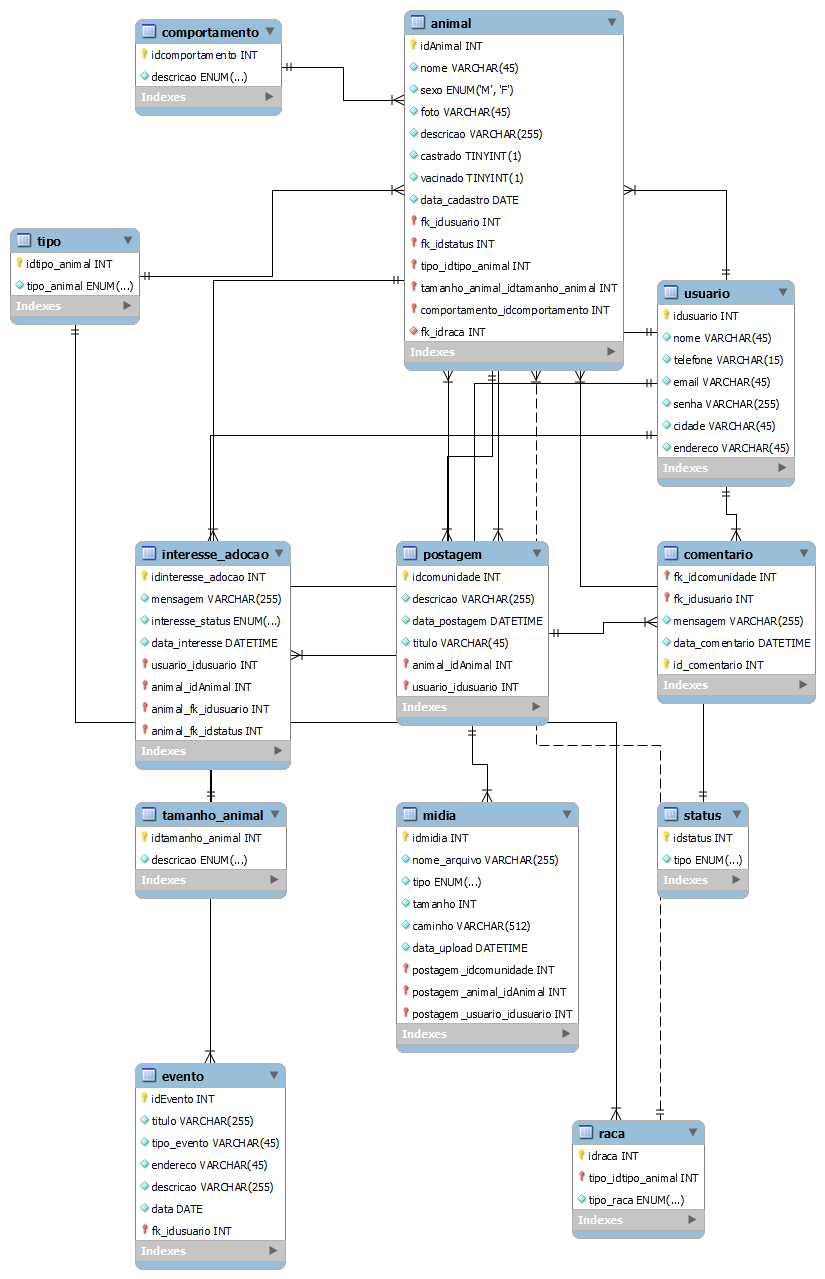 comportamento
idcomportamento INT
descricao ENUM(...)
Indexes
animal
idAnimal INT
nome VARCHAR(45)
sexo ENUM('M', 'F')
foto VARCHAR(45)
descricao VARCHAR(255)
castrado TINYINT(1)
vacinado TINYINT(1)
data_cadastro DATE
fk_idusuario INT
fk_idstatus INT
tipo_idtipo_animal INT
tamanho_animal_idtamanho_animal INT
comportamento_idcomportamento INT
fk_idraca INT
Indexes
tipo
idtipo_animal INT
tipo_animal ENUM(...)
Indexes
usuario
idusuario INT
nome VARCHAR(45)
telefone VARCHAR(15)
email VARCHAR(45)
senha VARCHAR(255)
cidade VARCHAR(45)
endereco VARCHAR(45)
Indexes
interesse_adocao
idinteresse_adocao INT
mensagem VARCHAR(255)
interesse_status ENUM(...)
data_interesse DATETIME
usuario_idusuario INT
animal_idAnimal INT
animal_fk_idusuario INT
animal_fk_idstatus INT
Indexes
postagem
idcomunidade INT
descricao VARCHAR(255)
data_postagem DATETIME
titulo VARCHAR(45)
animal_idAnimal INT
usuario_idusuario INT
Indexes
comentario
fk_idcomunidade INT
fk_idusuario INT
mensagem VARCHAR(255)
data_comentario DATETIME
id_comentario INT
Indexes
tamanho_animal
idtamanho_animal INT
descricao ENUM(...)
Indexes
midia
idmidia INT
nome_arquivo VARCHAR(255)
tipo ENUM(...)
tamanho INT
caminho VARCHAR(512)
data_upload DATETIME
postagem_idcomunidade INT
postagem_animal_idAnimal INT
postagem_usuario_idusuario INT
Indexes
status
idstatus INT
tipo ENUM(...)
Indexes
evento
idEvento INT
titulo VARCHAR(255)
tipo_evento VARCHAR(45)
endereco VARCHAR(45)
descricao VARCHAR(255)
data DATE
fk_idusuario INT
Indexes
raca
idraca INT
tipo_idtipo_animal INT
tipo_raca ENUM(...)
Indexes